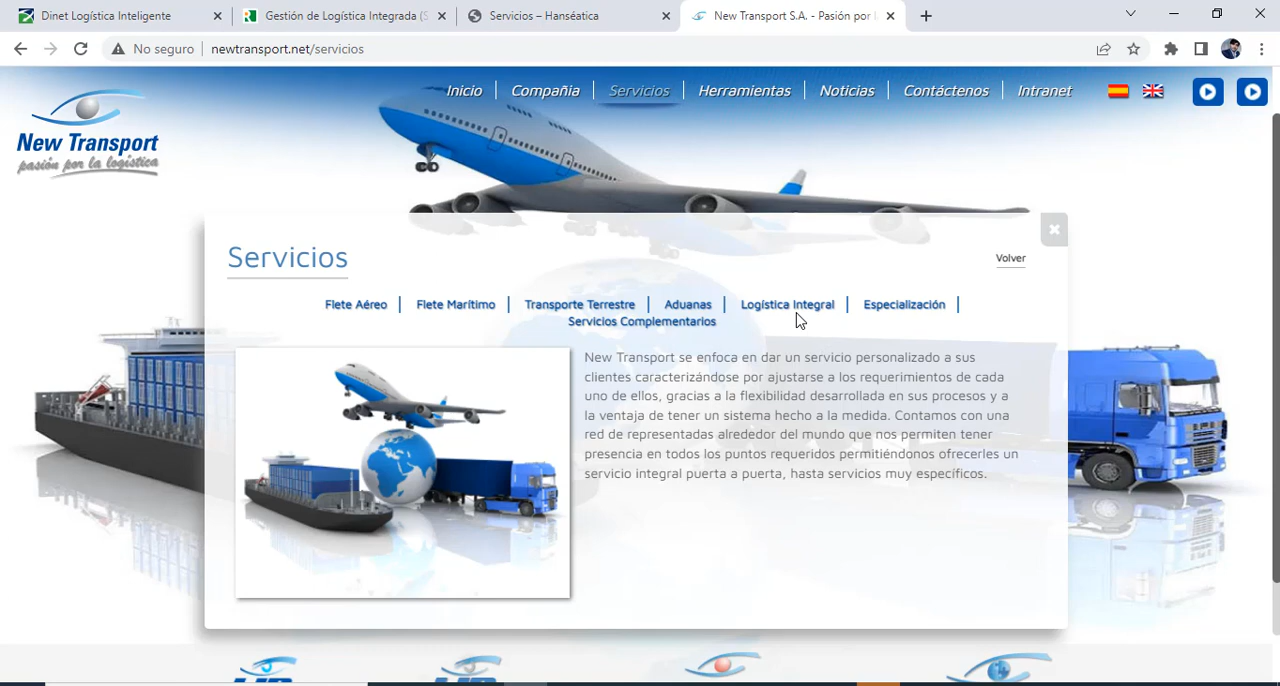 Dinet Logística Inteligente
Gestión de Logística Integrada (S
Servicios – Hanséatica
New Transport S.A. - Pasión por l
No seguro
newtransport.net/servicios
Inicio
Compañia
Servicios
Herramientas
Noticias
Contáctenos
Intranet
New Transport
pasión por la logística
Servicios
Volver
Flete Aéreo
Flete Marítimo
Transporte Terrestre
Aduanas
Logística Integral
Especialización
Servicios Complementarios
New Transport se enfoca en dar un servicio personalizado a sus
clientes caracterizándose por ajustarse a los requerimientos de cada
uno de ellos, gracias a la flexibilidad desarrollada en sus procesos y a
la ventaja de tener un sistema hecho a la medida. Contamos con una
red de representadas alrededor del mundo que nos permiten tener
presencia en todos los puntos requeridos permitiéndonos ofrecerles un
servicio integral puerta a puerta, hasta servicios muy específicos.